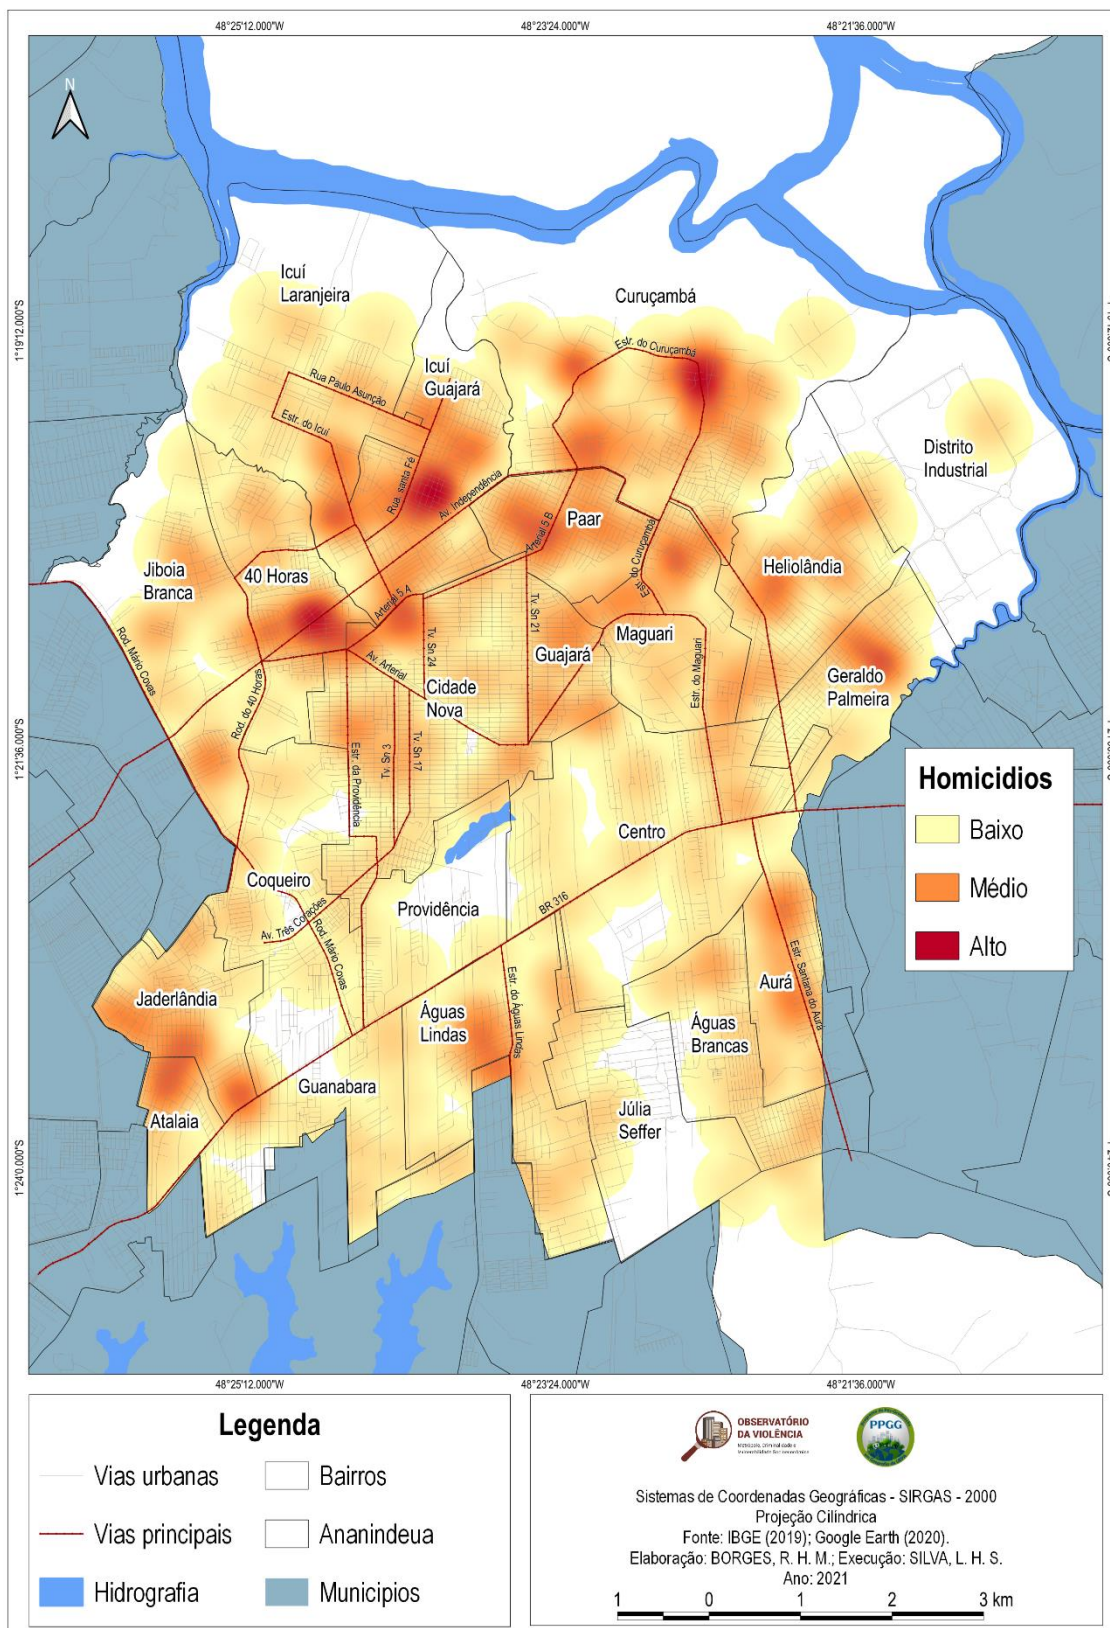 48°25'12.000"W
48°23'24.000"W
48°21'36.000"W
N
1°19'12.000"S
Icuí
Laranjeira
Curuçambá
Estr. do Curuçambá
Icuí
Guajará
Rua Paulo Asunção
Estr. do Icuí
Distrito
Industrial
Rua. santa Fé
Av. Independência
Paar
Arterial 5 B
Estr. do Curuçambá
Jiboia
Branca
40 Horas
Heliolândia
Arterial 5 A
Tv. Sn 24
Tv. Sn 21
Maguari
Guajará
Rod. Mário Covas
Rod. do 40 Horas
Av. Arterial
Cidade
Nova
Estr. do Maguari
Geraldo
Palmeira
1°21'36.000"S
Estr. da Providência
Tv. Sn 3
Tv. Sn 17
Homicidios
Baixo
Médio
Alto
Centro
Coqueiro
Providência
BR 316
Av. Três Corações
Rod. Mário Covas
Estr. do Águas Lindas
Estr. Santana do Aurá
Jaderlândia
Águas
Lindas
Aurá
Águas
Brancas
Guanabara
Atalaia
Júlia
Seffer
1°24'0.000"S
48°25'12.000"W
48°23'24.000"W
48°21'36.000"W
Legenda
Vias urbanas
Bairros
Vias principais
Ananindeua
Hidrografia
Municipios
OBSERVATÓRIO
DA VIOLÊNCIA
PPGG
Sistemas de Coordenadas Geográficas - SIRGAS - 2000
Projeção Cilíndrica
Fonte: IBGE (2019); Google Earth (2020).
Elaboração: BORGES, R. H. M.; Execução: SILVA, L. H. S.
Ano: 2021
1 0 1 2 3 km